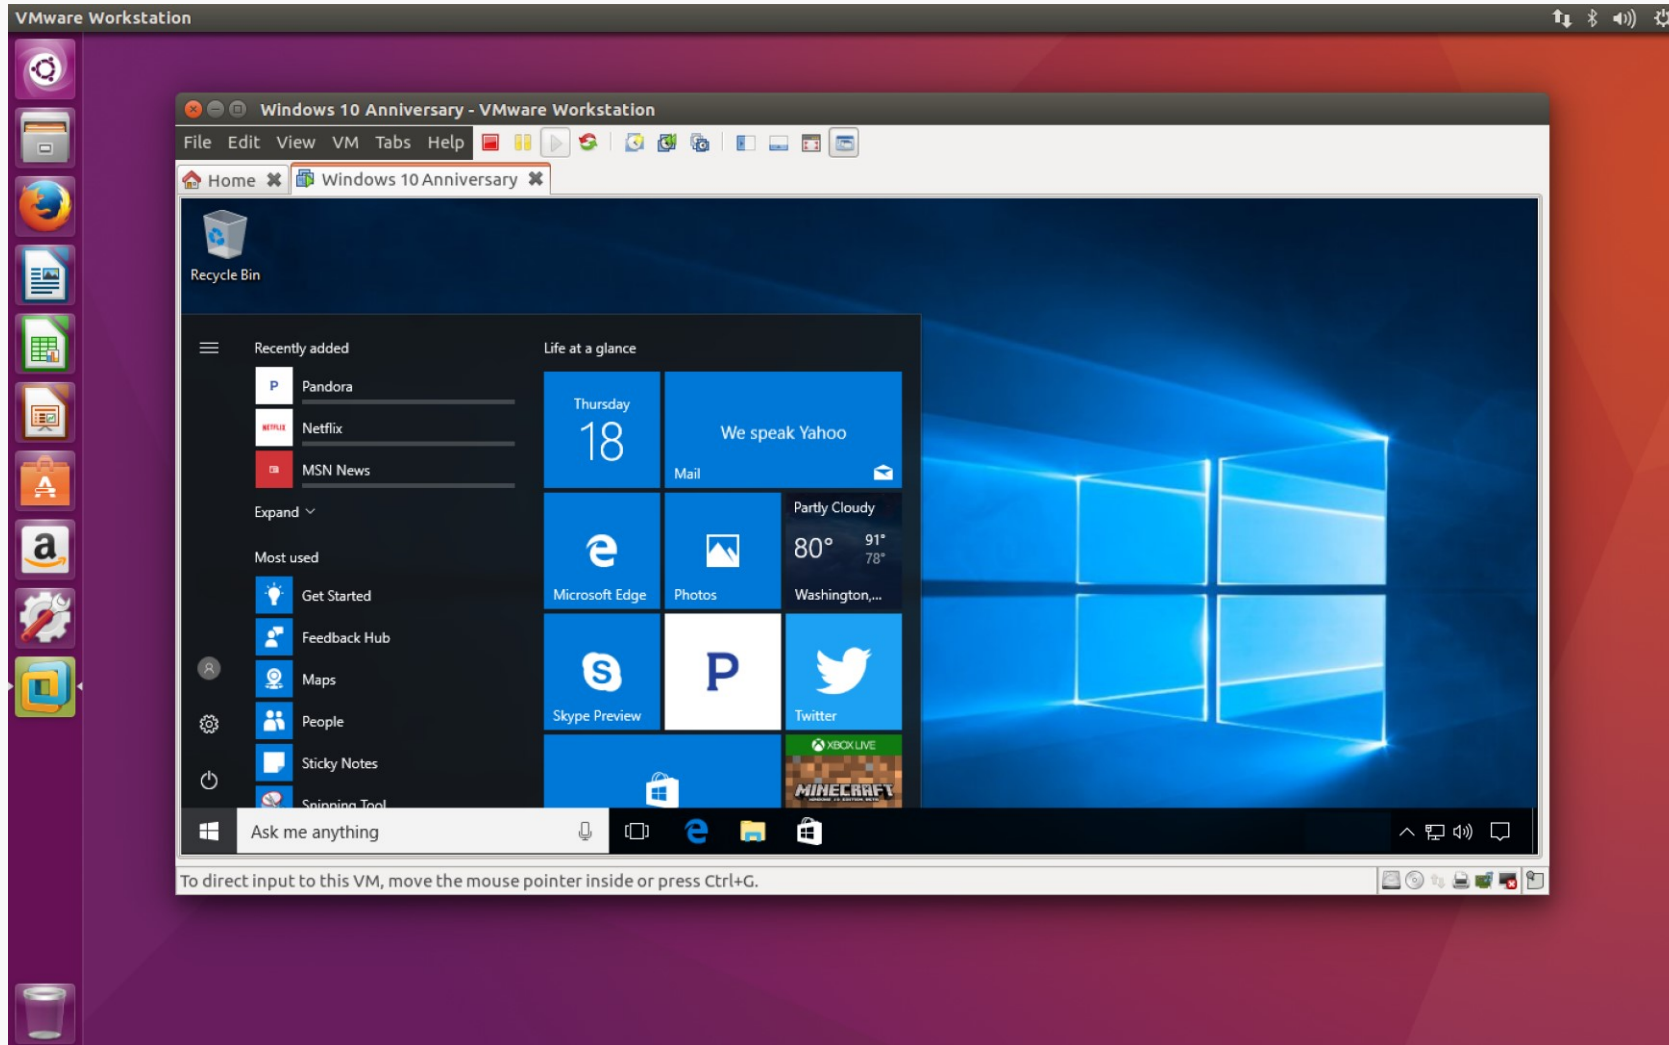 VMware Workstation
Windows 10 Anniversary - VMware Workstation
File Edit View VM Tabs Help
Home
Windows 10 Anniversary
Recycle Bin
Recently added
Life at a glance
P Pandora
NETFLIX Netflix
MSN News
Expand
Most used
Get Started
Feedback Hub
Maps
People
Sticky Notes
Snipping Tool
Thursday
18
We speak Yahoo
Mail
Microsoft Edge
Photos
Partly Cloudy
80° 91°
78°
Washington,...
S
Skype Preview
P
Twitter
XBOX LIVE
MINECRAFT
Ask me anything
To direct input to this VM, move the mouse pointer inside or press Ctrl+G.
A
a